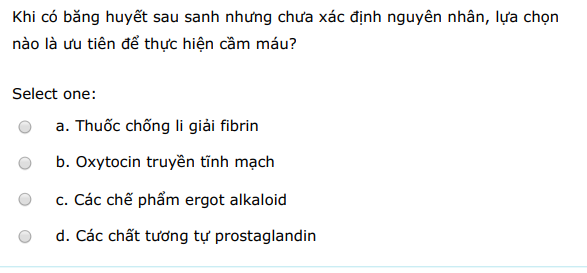 Khi có băng huyết sau sanh nhưng chưa xác định nguyên nhân, lựa chọn
nào là ưu tiên để thực hiện cầm máu?
Select one:
a. Thuốc chống li giải fibrin
b. Oxytocin truyền tĩnh mạch
c. Các chế phẩm ergot alkaloid
d. Các chất tương tự prostaglandin